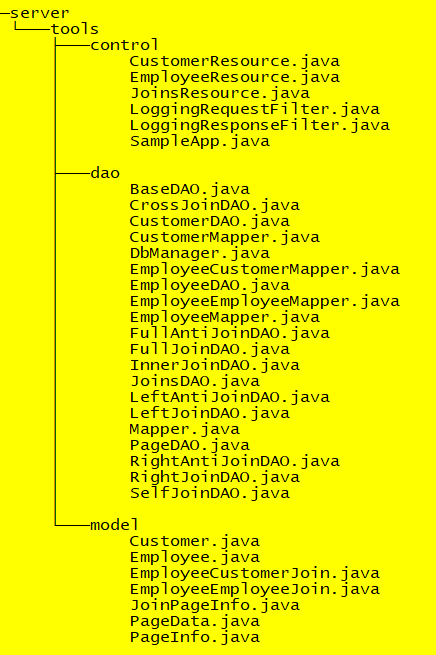 server
tools
control
CustomerResource.java
EmployeeResource.java
JoinsResource.java
LoggingRequestFilter.java
LoggingResponseFilter.java
SampleApp.java
dao
BaseDAO.java
CrossJoinDAO.java
CustomerDAO.java
CustomerMapper.java
DbManager.java
EmployeeCustomerMapper.java
EmployeeDAO.java
EmployeeEmployeeMapper.java
EmployeeMapper.java
FullAntiJoinDAO.java
FullJoinDAO.java
InnerJoinDAO.java
JoinsDAO.java
LeftAntiJoinDAO.java
LeftJoinDAO.java
Mapper.java
PageDAO.java
RightAntiJoinDAO.java
RightJoinDAO.java
SelfJoinDAO.java
model
Customer.java
Employee.java
EmployeeCustomerJoin.java
EmployeeEmployeeJoin.java
JoinPageInfo.java
PageData.java
PageInfo.java